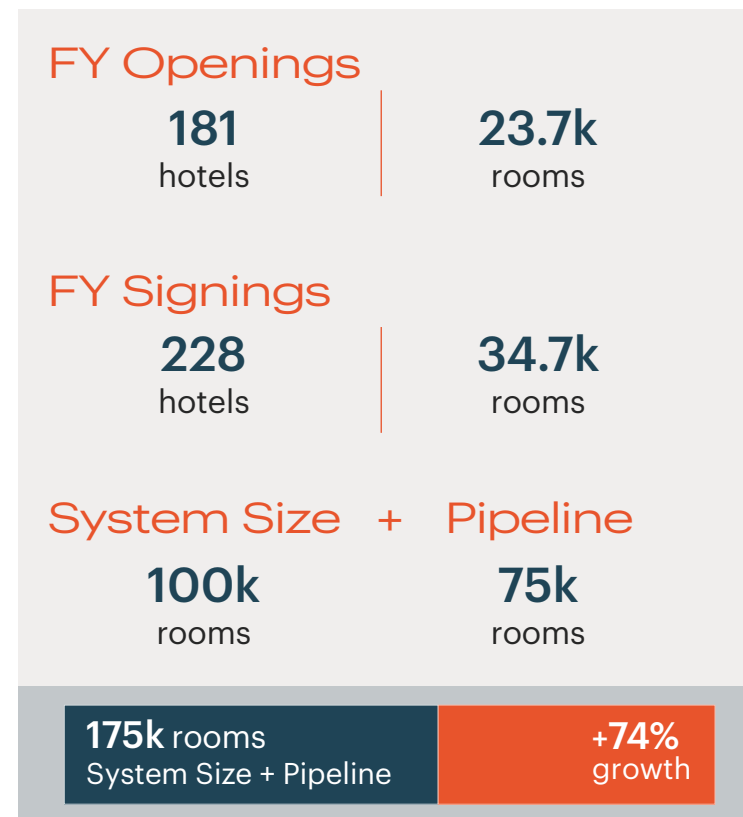 FY Openings
181 23.7k
hotels rooms
FY Signings
228 34.7k
hotels rooms
System Size + Pipeline
100k 75k
rooms rooms
175k rooms +74%
System Size + Pipeline growth